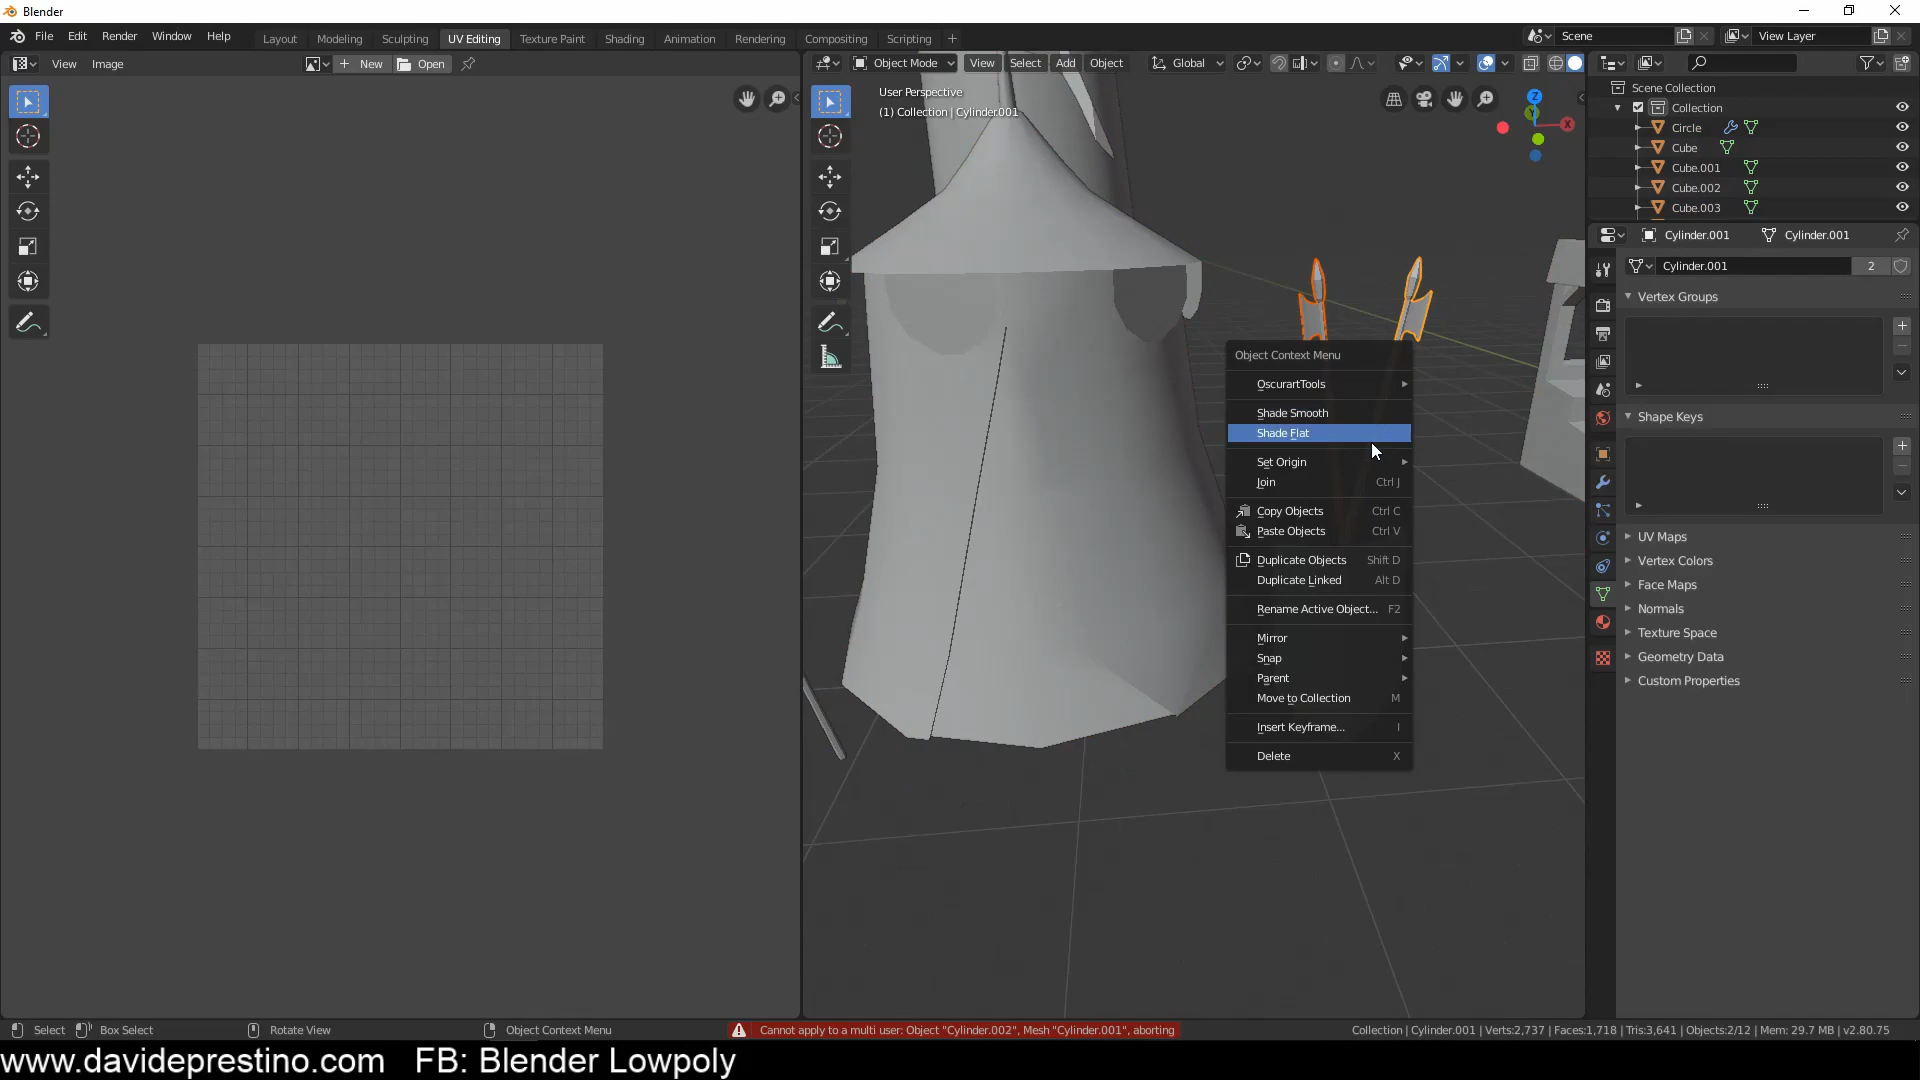 Blender
File Edit Render Window Help
Layout Modeling Sculpting UV Editing Texture Paint Shading Animation Rendering Compositing Scripting +
Scene
View Layer
View Image
New
Open
Object Mode
View Select Add Object
Global
User Perspective
(1) Collection | Cylinder.001
Z
Y
X
Scene Collection
Collection
Circle
Cube
Cube.001
Cube.002
Cube.003
Cylinder.001
Cylinder.001
Cylinder.001
2
Vertex Groups
Shape Keys
UV Maps
Vertex Colors
Face Maps
Normals
Texture Space
Geometry Data
Custom Properties
Object Context Menu
OscurartTools
Shade Smooth
Shade Flat
Set Origin
Join Ctrl J
Copy Objects Ctrl C
Paste Objects Ctrl V
Duplicate Objects Shift D
Duplicate Linked Alt D
Rename Active Object... F2
Mirror
Snap
Parent
Move to Collection M
Insert Keyframe... I
Delete X
Select
Box Select
Rotate View
Object Context Menu
Cannot apply to a multi user: Object "Cylinder.002", Mesh "Cylinder.001", aborting
Collection | Cylinder.001 | Verts:2,737 | Faces:1,718 | Tris:3,641 | Objects:2/12 | Mem: 29.7 MB | v2.80.75
www.davideprestino.com FB: Blender Lowpoly